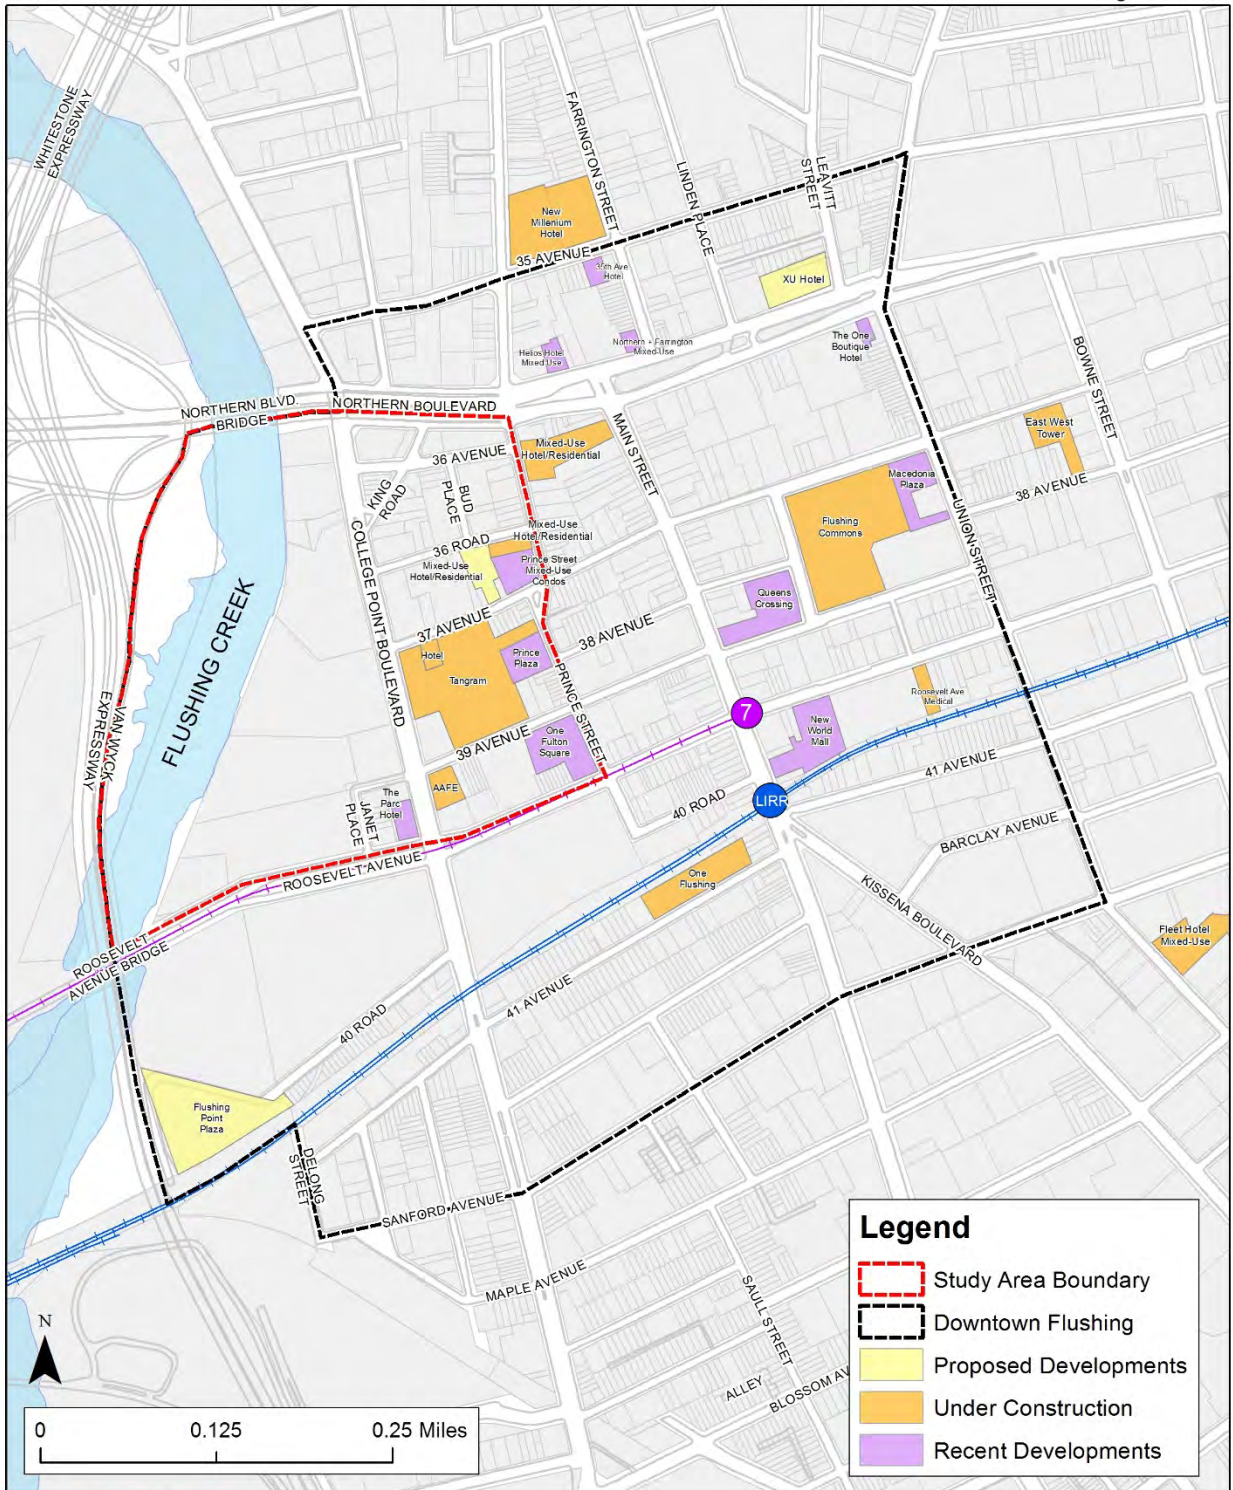 WHITESTONE
EXPRESSWAY
FARRINGTON STREET
LINDEN PLACE
LEAVITT
STREET
New
Millenium
Hotel
35 AVENUE
35th Ave
Hotel
XU Hotel
Helios Hotel
Mixed Use
Northern + Farrington
Mixed-Use
The One
Boutique
Hotel
BOWNE STREET
NORTHERN BLVD.
BRIDGE
NORTHERN BOULEVARD
MAIN STREET
East West
Tower
36 AVENUE
Mixed-Use
Hotel/Residential
KING
ROAD
BUD
PLACE
Macedonia
Plaza
38 AVENUE
UNION STREET
Flushing
Commons
COLLEGE POINT BOULEVARD
36 ROAD
Mixed-Use
Hotel/Residential
Mixed-Use
Hotel/Residential
Prince Street
Mixed-Use
Condos
Queens
Crossing
FLUSHING CREEK
37 AVENUE
38 AVENUE
Hotel
Prince
Plaza
Tangram
PRINCE STREET
Roosevelt Ave
Medical
VAN WYCK
EXPRESSWAY
7
New
World
Mall
39 AVENUE
One
Fulton
Square
41 AVENUE
AAFE
The
Parc
Hotel
JANET
PLACE
40 ROAD
LIRR
BARCLAY AVENUE
ROOSEVELT AVENUE
One
Flushing
KISSENA BOULEVARD
Fleet Hotel
Mixed-Use
ROOSEVELT
AVENUE BRIDGE
41 AVENUE
40 ROAD
Flushing
Point
Plaza
DELONG
STREET
SANFORD AVENUE
MAPLE AVENUE
SAULL STREET
ALLEY
BLOSSOM AV
N
0
0.125
0.25 Miles
Legend
Study Area Boundary
Downtown Flushing
Proposed Developments
Under Construction
Recent Developments